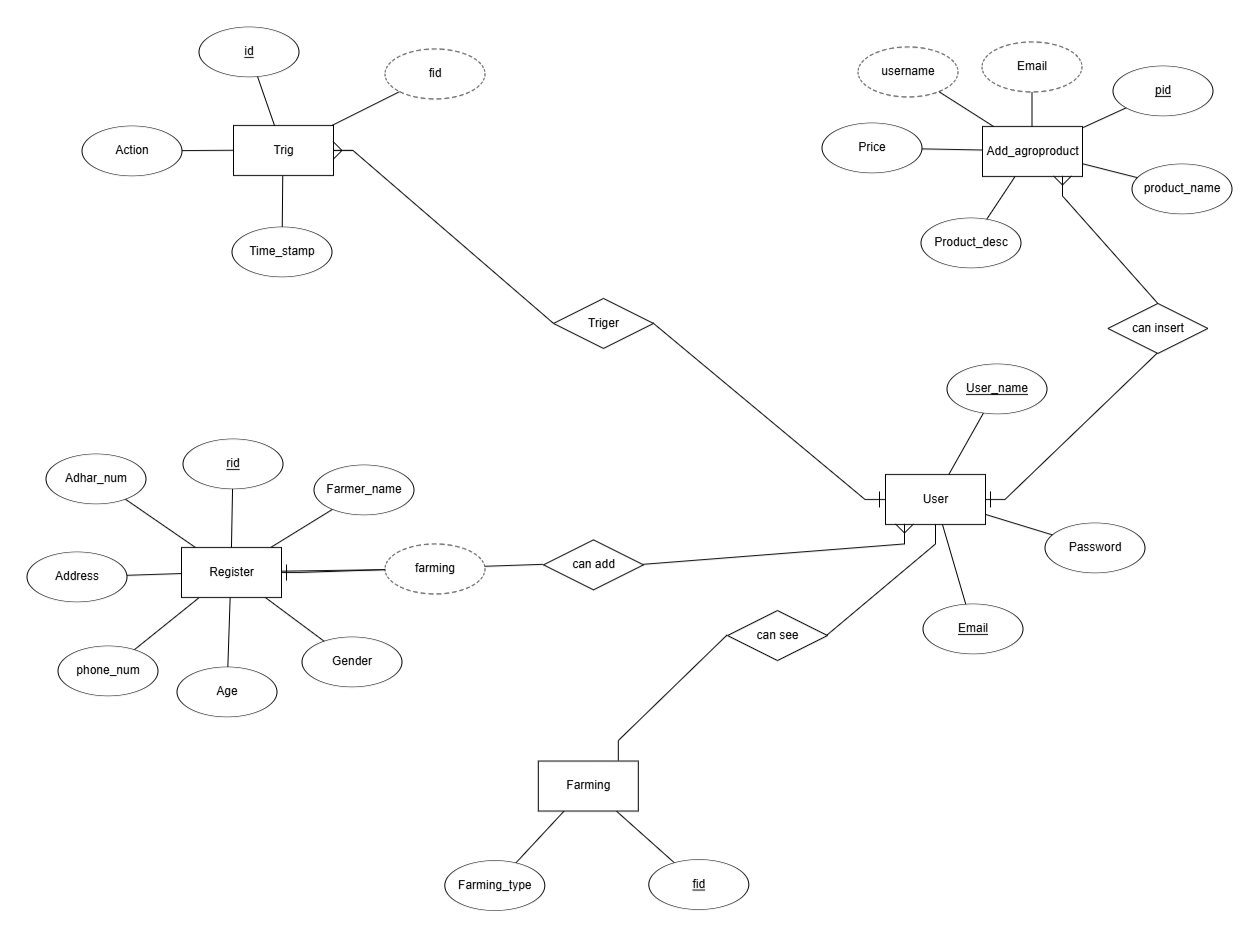 id
fid
username
Email
pid
Action
Trig
Price
Add_agroproduct
product_name
Time_stamp
Product_desc
Triger
can insert
User_name
Adhar_num
rid
Farmer_name
User
Password
Address
Register
farming
can add
Email
can see
phone_num
Age
Gender
Farming
Farming_type
fid